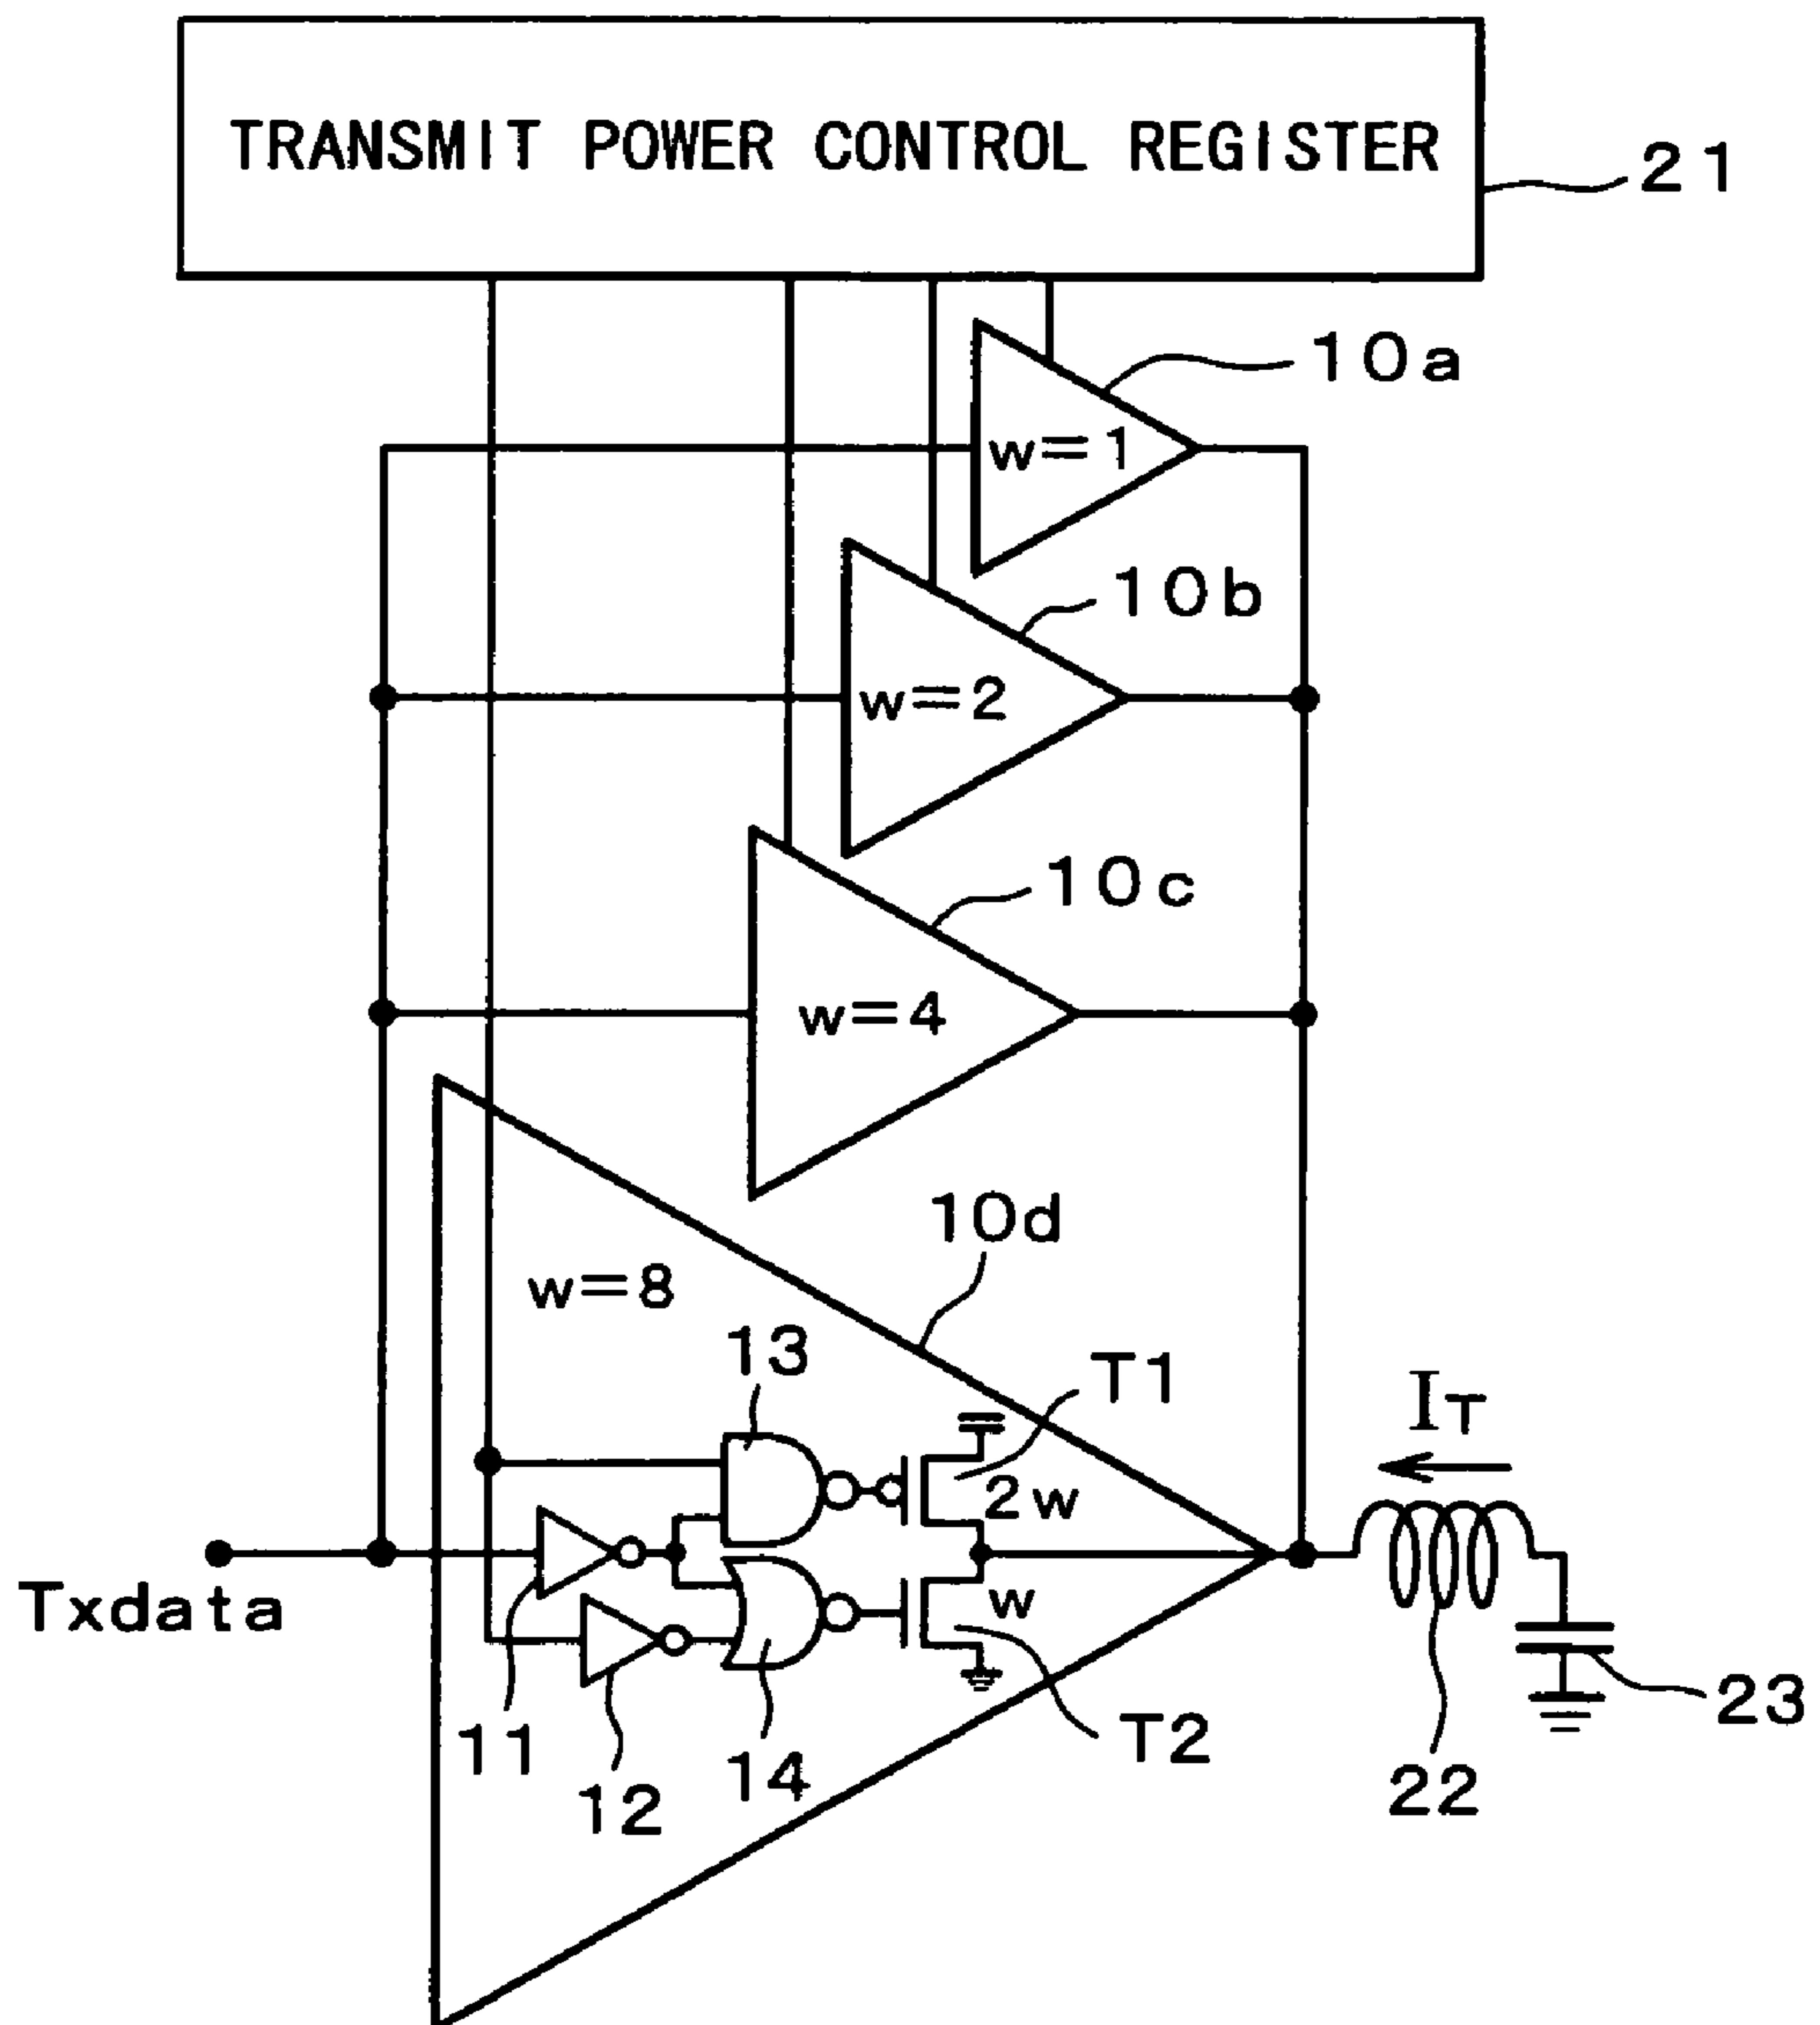 TRANSMIT POWER CONTROL REGISTER
21
10a
w=1
10b
w=2
10c
w=4
10d
w=8
13
T1
I_T
2w
w
Txdata
11
12
14
T2
22
23